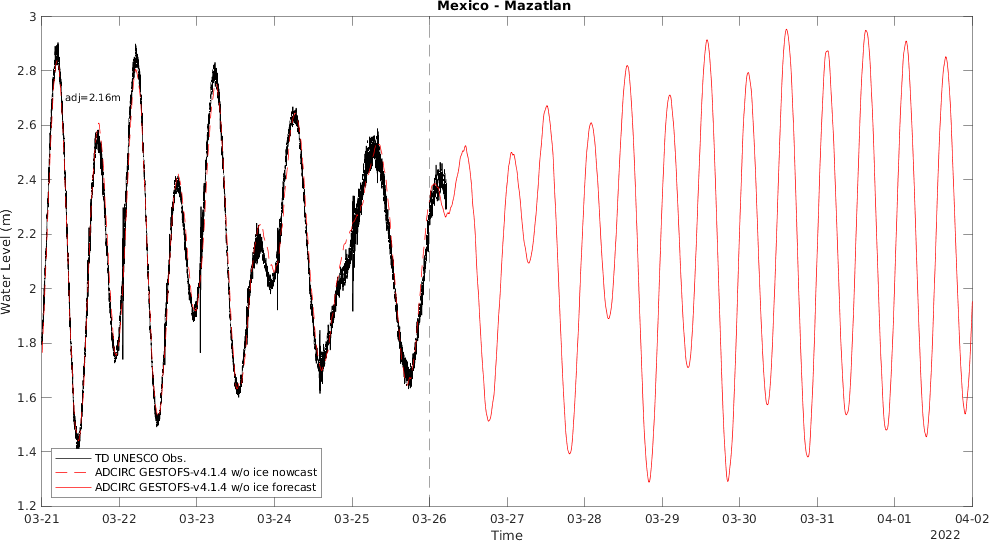 Mexico - Mazatlan
Water Level (m)
3
2.8
2.6
2.4
2.2
2
1.8
1.6
1.4
1.2
adj=2.16m
TD UNESCO Obs.
ADCIRC GESTOFS-v4.1.4 w/o ice nowcast
ADCIRC GESTOFS-v4.1.4 w/o ice forecast
03-21 03-22 03-23 03-24 03-25 03-26 03-27 03-28 03-29 03-30 03-31 04-01 04-02
Time
2022